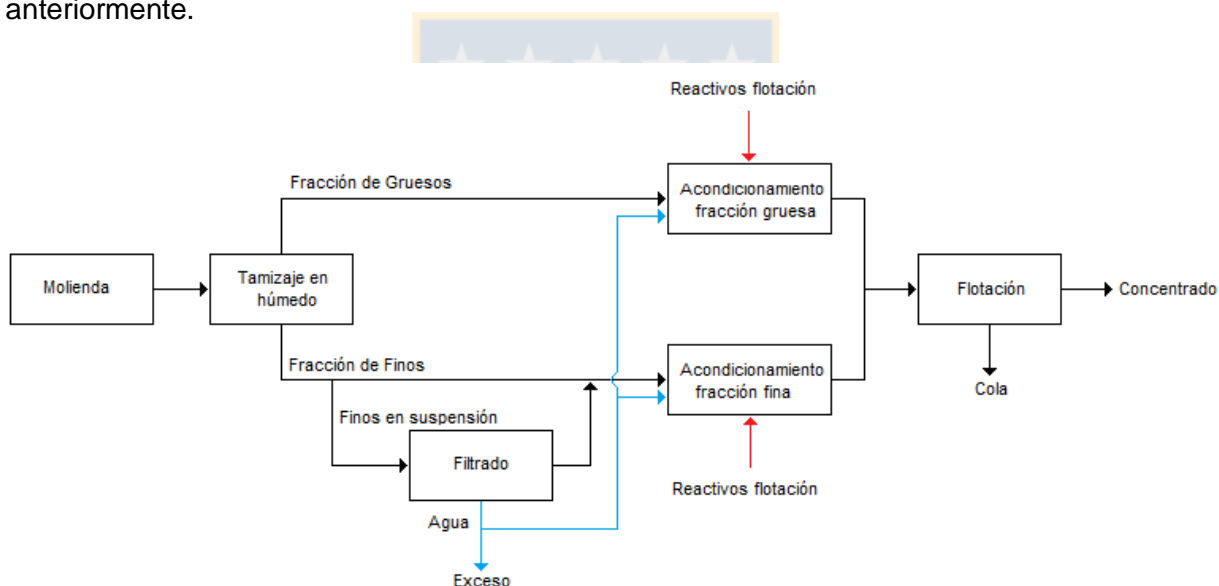 anteriormente.
Reactivos flotación
Fracción de Gruesos
Acondicionamiento
fracción gruesa
Molienda
Tamizaje en
húmedo
Flotación
Concentrado
Fracción de Finos
Acondicionamiento
fracción fina
Cola
Finos en suspensión
Filtrado
Reactivos flotación
Agua
Exceso